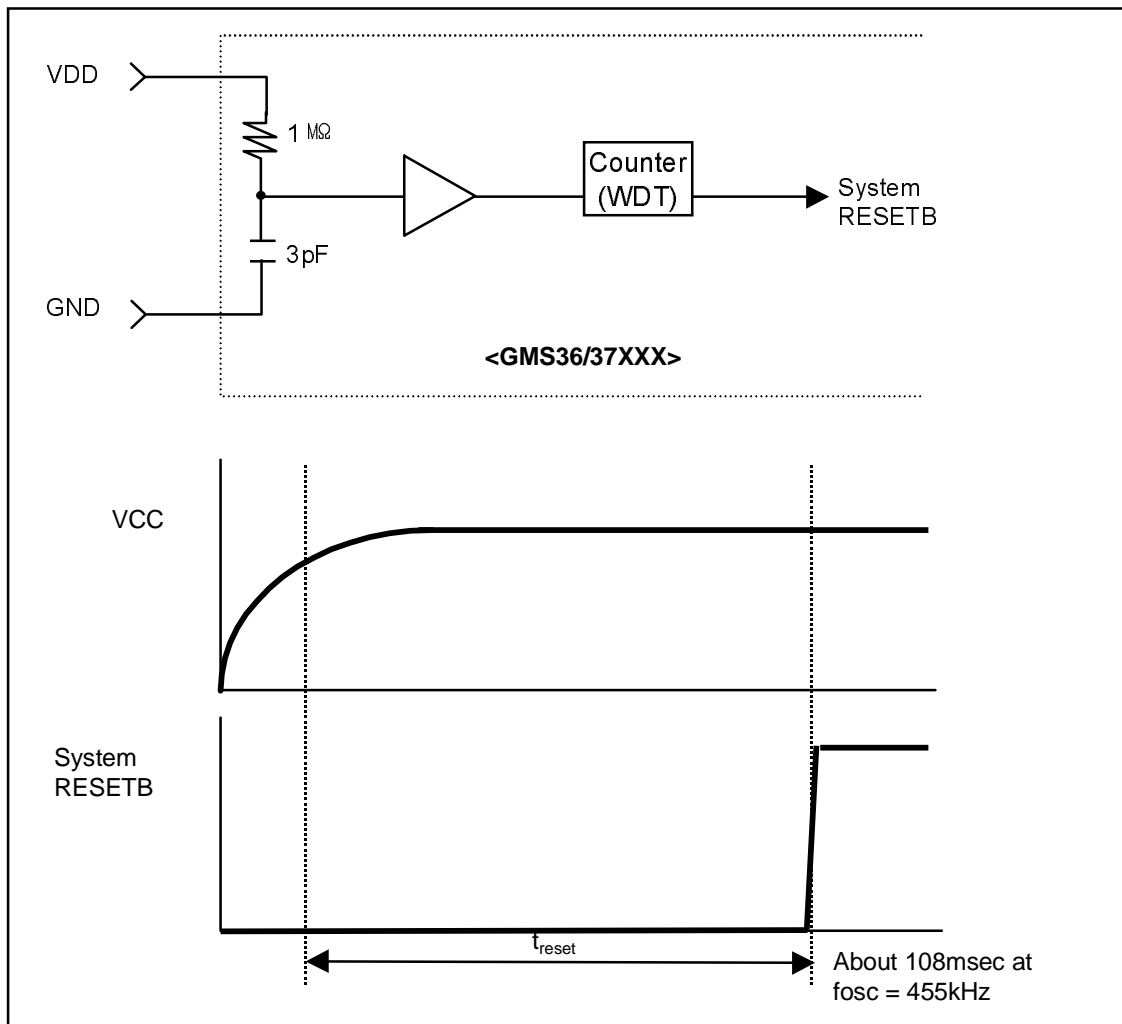 VDD
1 MΩ
Counter
(WDT)
System
RESETB
3pF
GND
<GMS36/37XXX>
VCC
System
RESETB
treset
About 108msec at
fosc = 455kHz